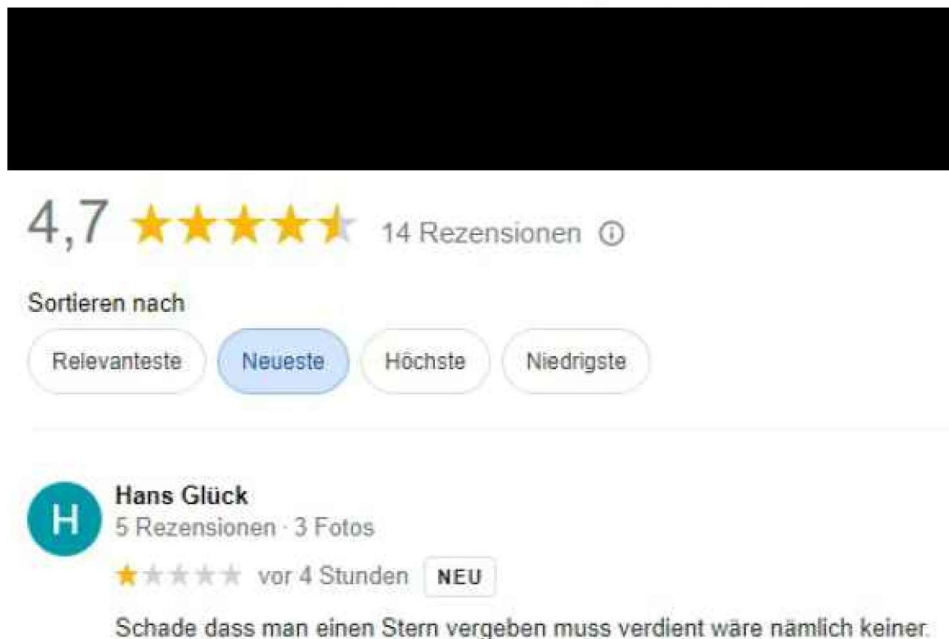 4,7 14 Rezensionen
Sortieren nach
Relevanteste Neueste Höchste Niedrigste
H
Hans Glück
5 Rezensionen · 3 Fotos
vor 4 Stunden NEU
Schade dass man einen Stern vergeben muss verdient wäre nämlich keiner.